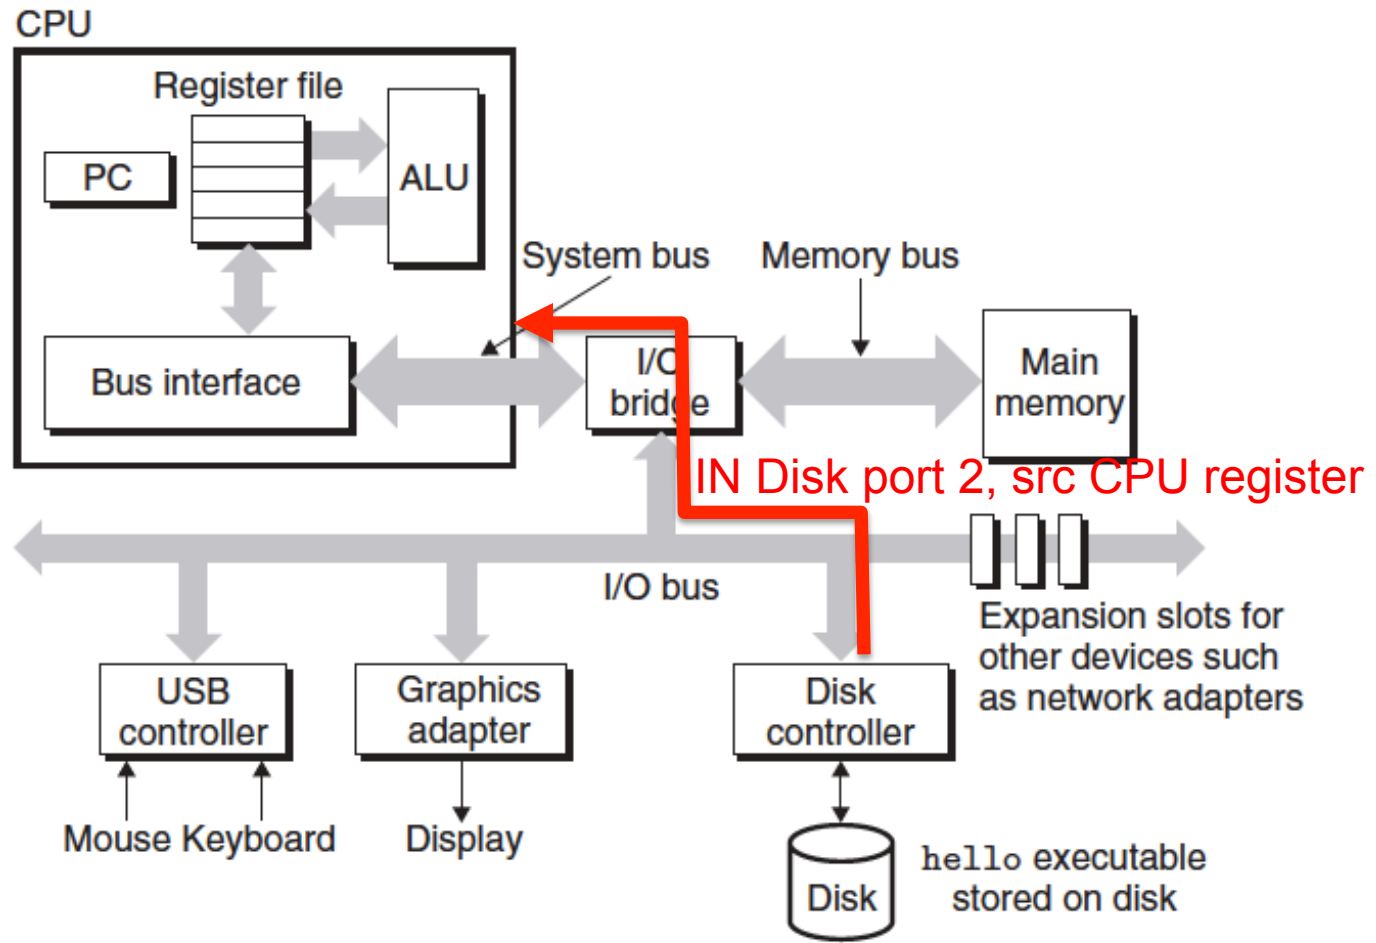 CPU
Register file
PC
ALU
System bus
Memory bus
Bus interface
I/O
bridge
Main
memory
IN Disk port 2, src CPU register
I/O bus
Expansion slots for
other devices such
as network adapters
USB
controller
Graphics
adapter
Disk
controller
Mouse Keyboard
Display
Disk
hello executable
stored on disk